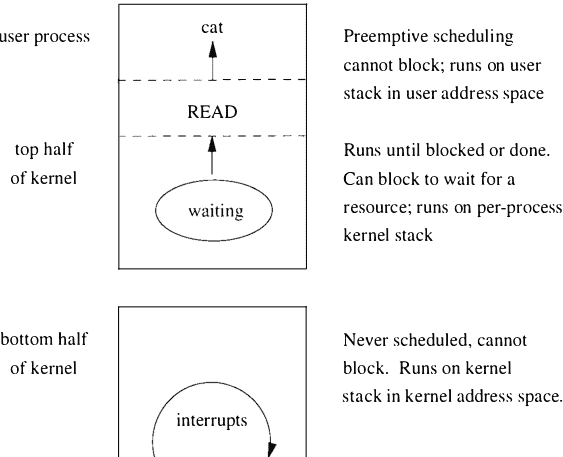 user process
cat
Preemptive scheduling
cannot block; runs on user
stack in user address space
READ
top half
of kernel
Runs until blocked or done.
Can block to wait for a
resource; runs on per-process
kernel stack
waiting
bottom half
of kernel
Never scheduled, cannot
block. Runs on kernel
stack in kernel address space.
interrupts